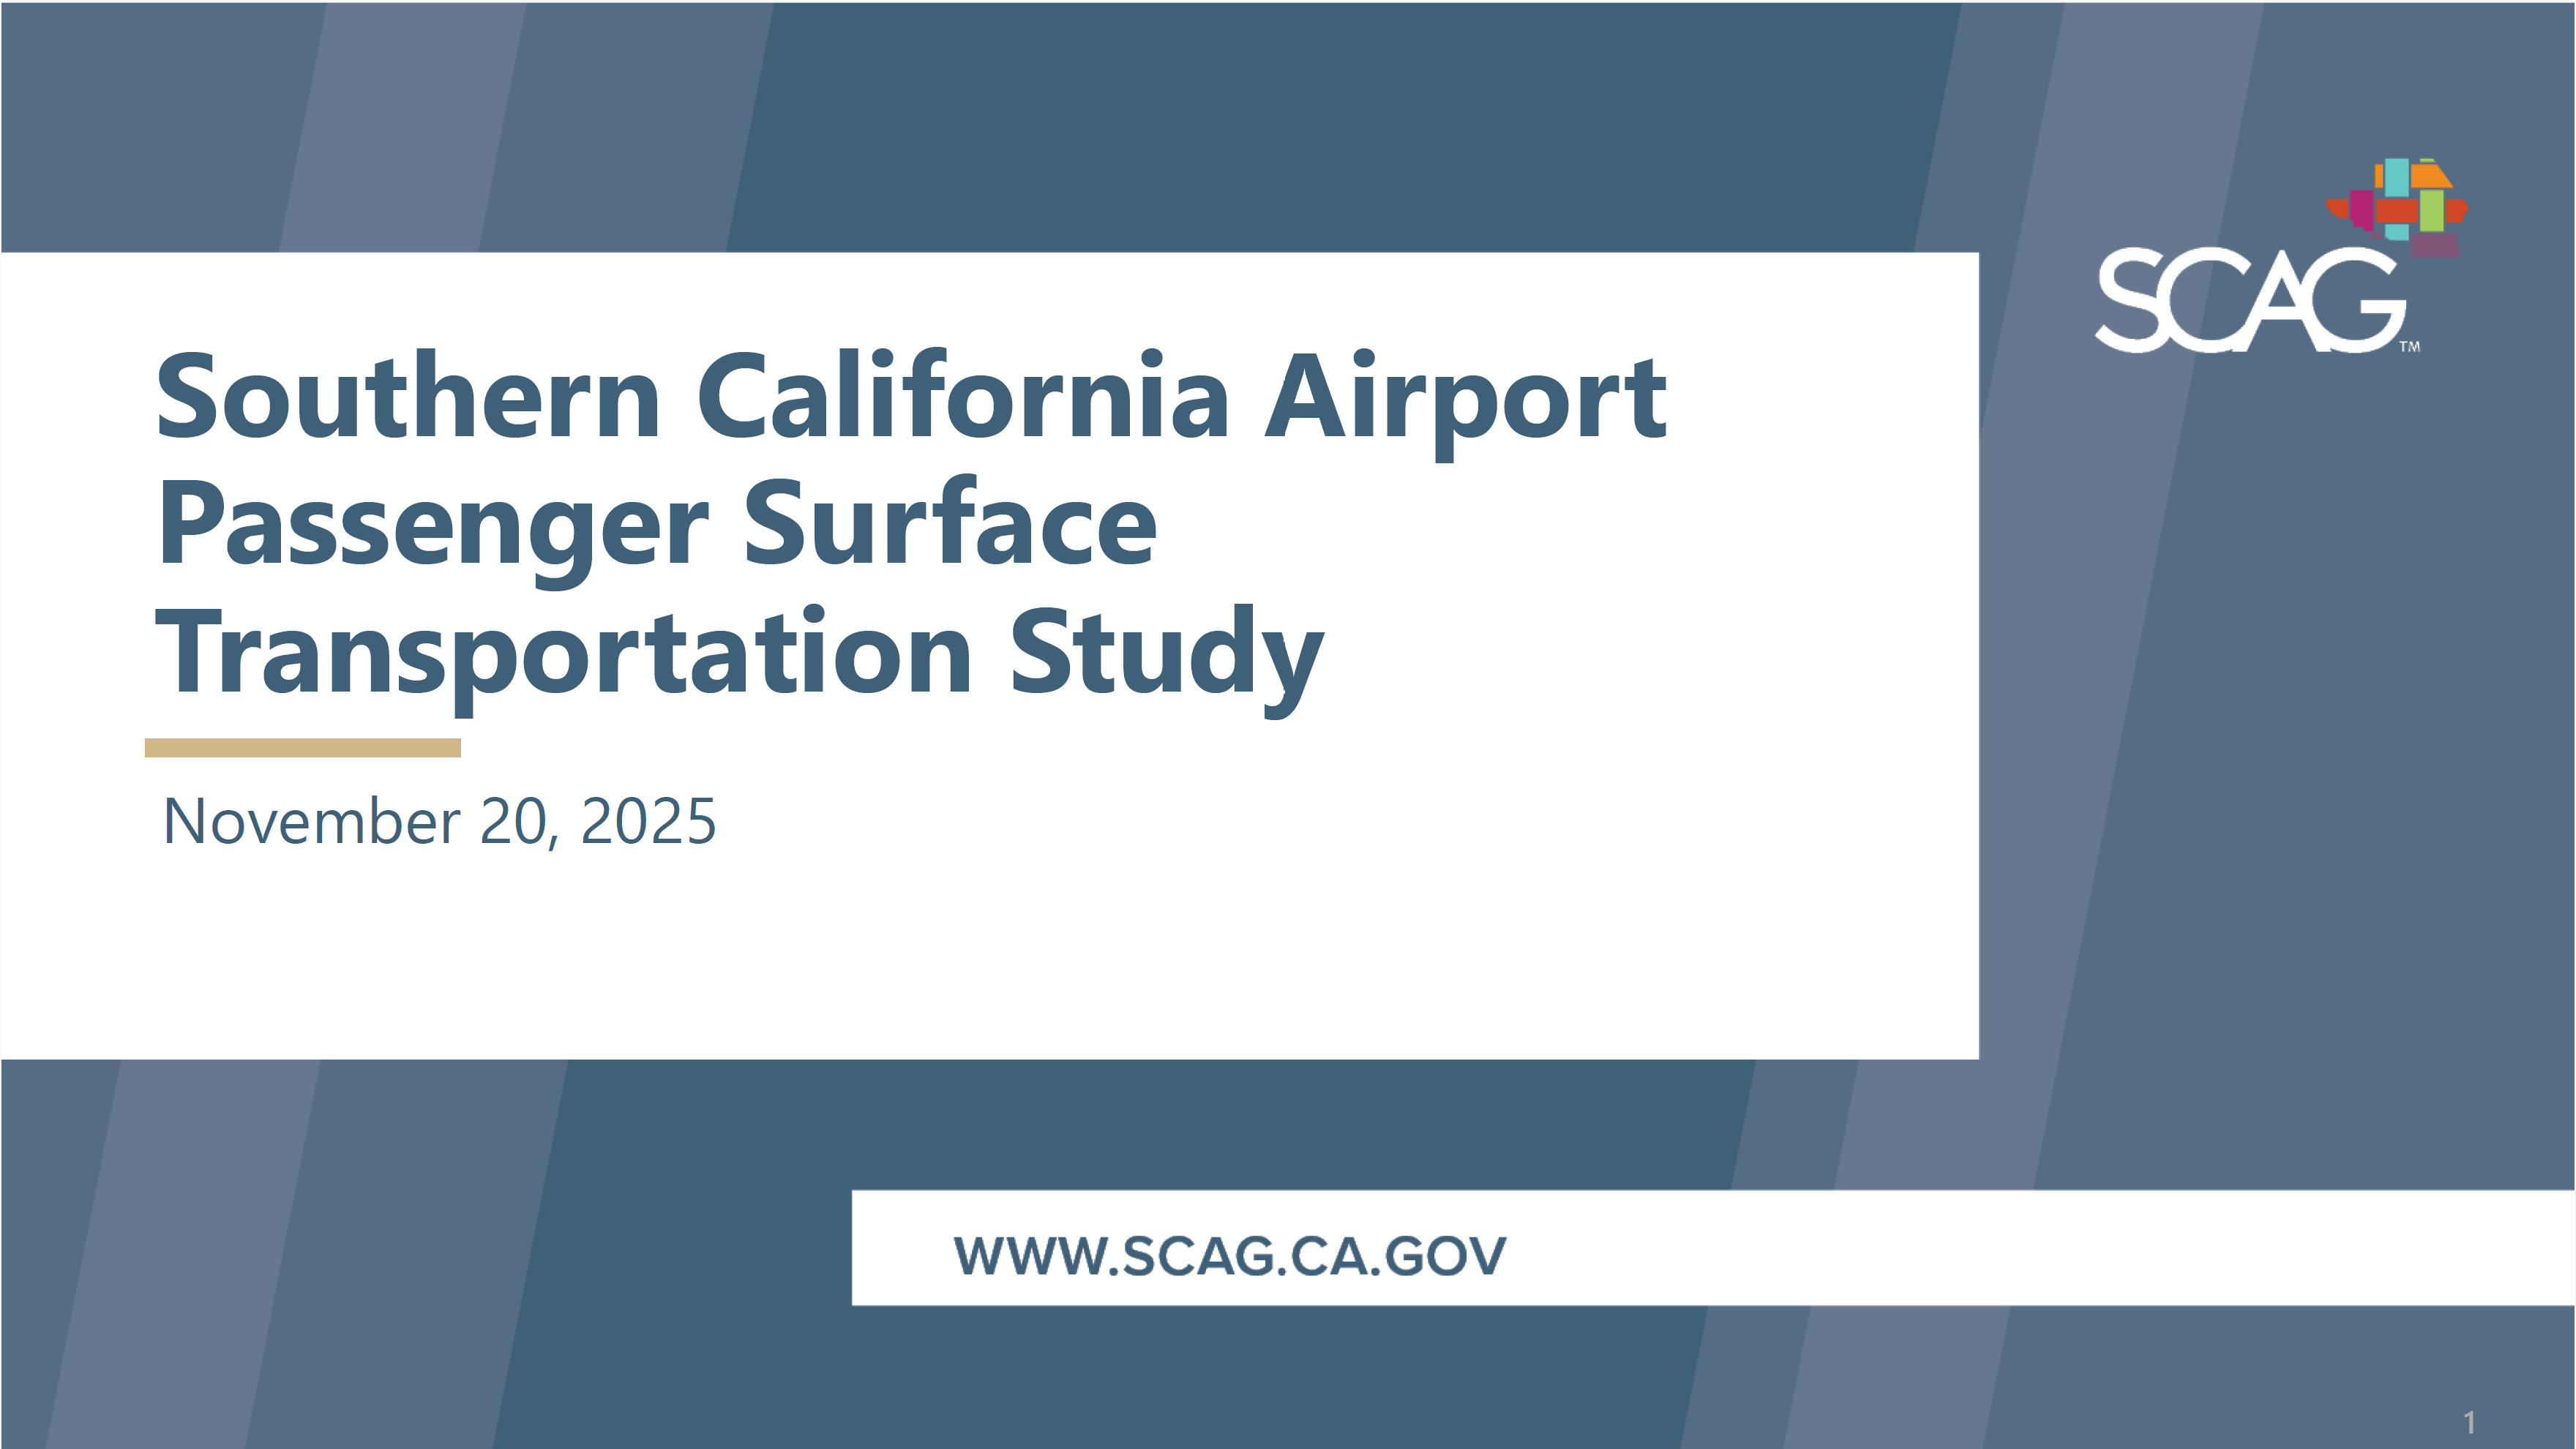 SCAG™
Southern California Airport
Passenger Surface
Transportation Study
November 20, 2025
WWW.SCAG.CA.GOV
1